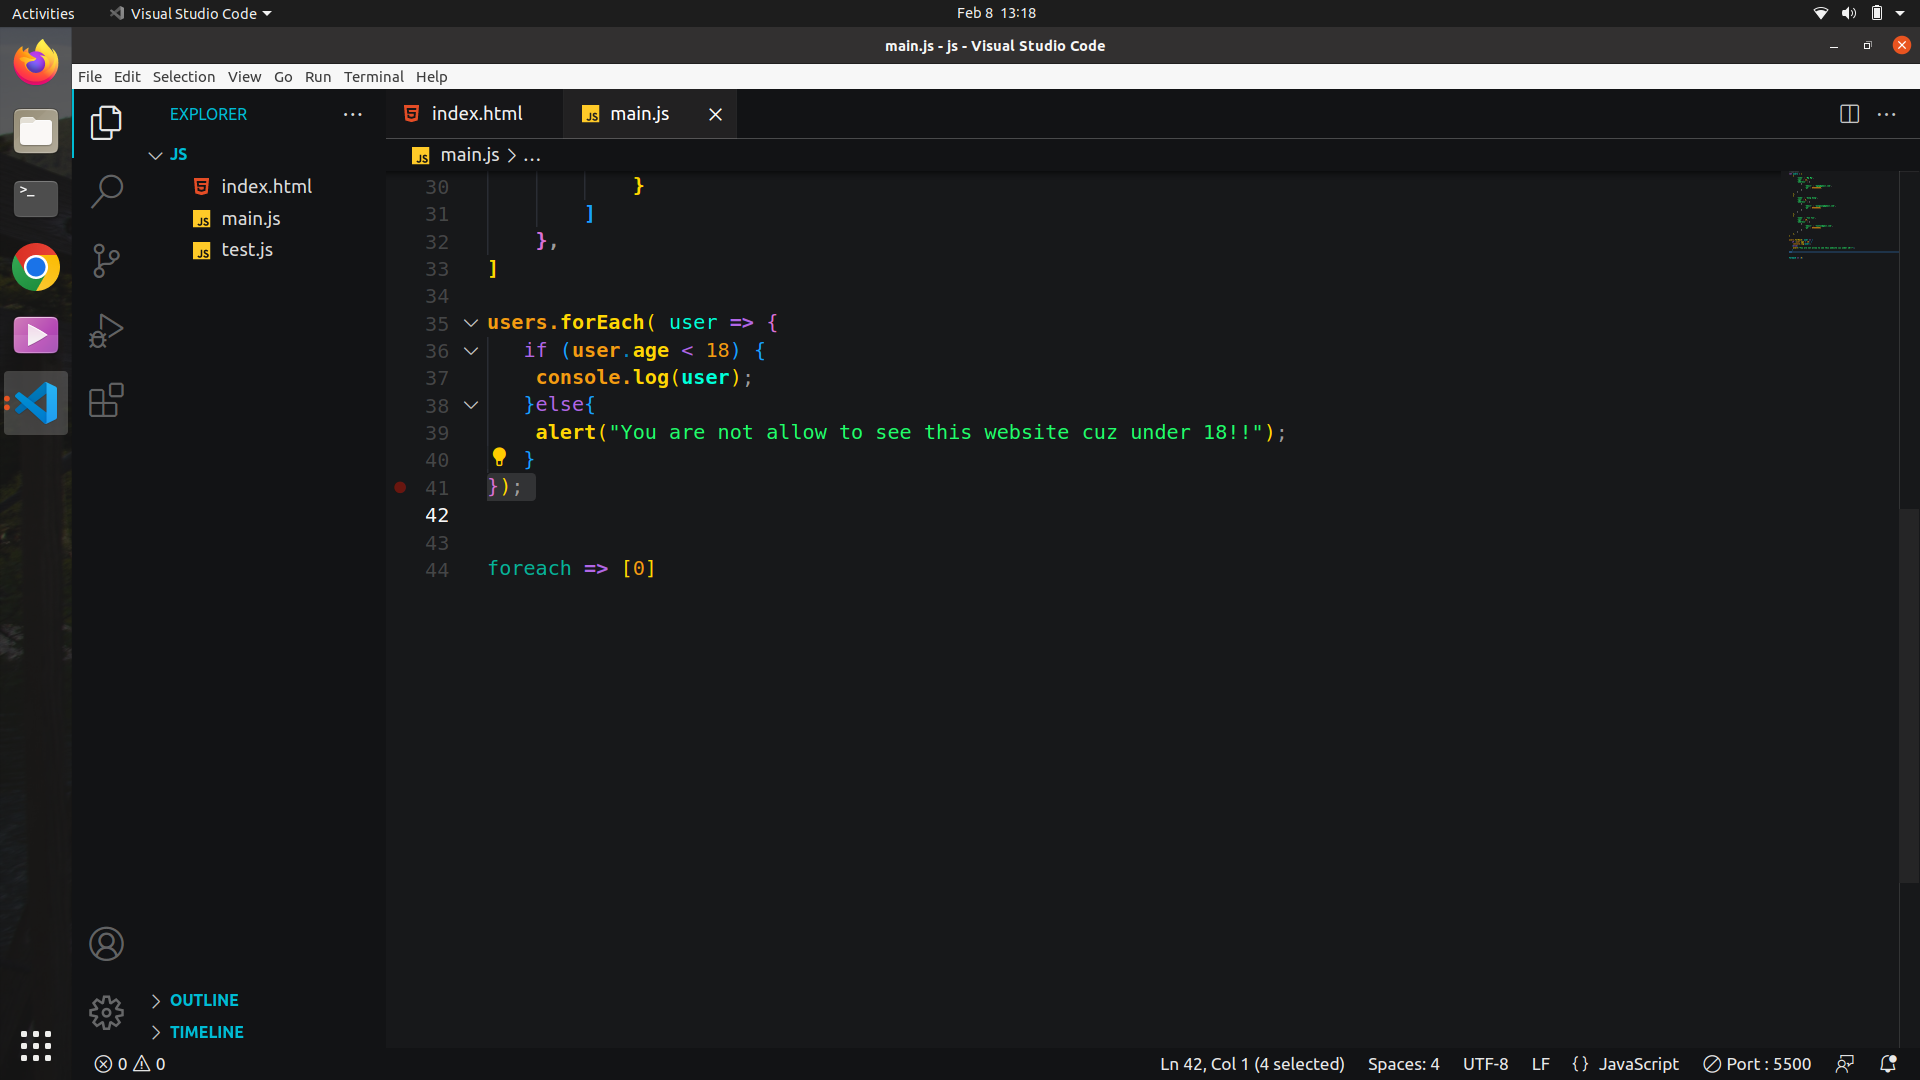 Activities Visual Studio Code Feb 8 13:18
main.js - js - Visual Studio Code
File Edit Selection View Go Run Terminal Help
EXPLORER
JS
index.html
main.js
test.js
OUTLINE
TIMELINE
index.html main.js
main.js > ...
30 }
31 ]
32 },
33 ]
34
35 users.forEach( user => {
36 if (user.age < 18) {
37 console.log(user);
38 }else{
39 alert("You are not allow to see this website cuz under 18!!");
40 }
41 });
42
43
44 foreach => [0]
0 0 Ln 42, Col 1 (4 selected) Spaces: 4 UTF-8 LF {} JavaScript Port : 5500